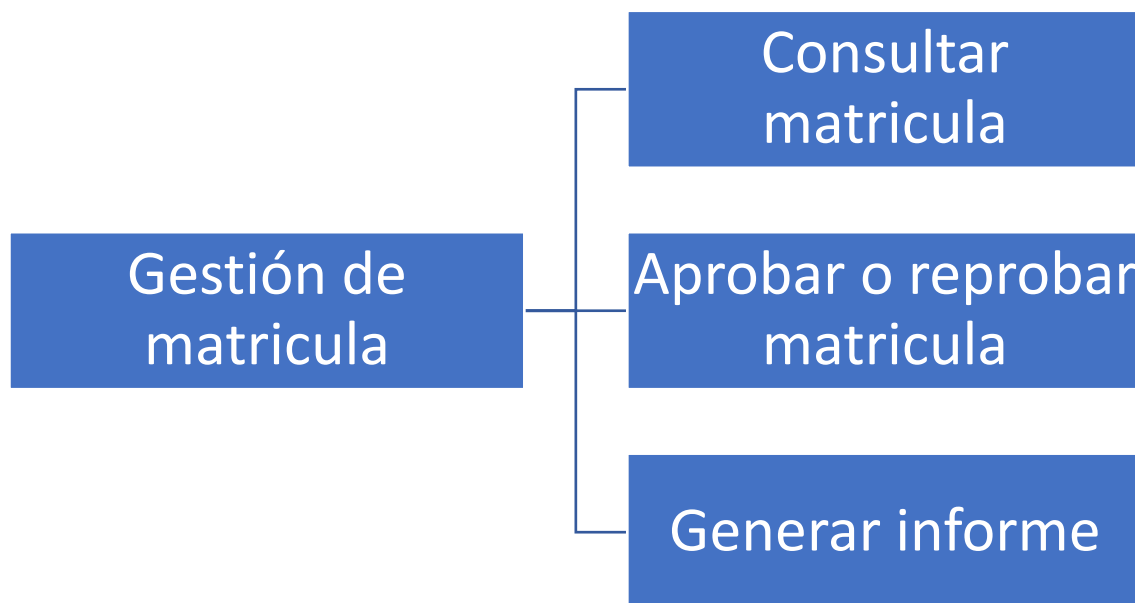 Consultar
matricula
Gestión de
matricula
Aprobar o reprobar
matricula
Generar informe